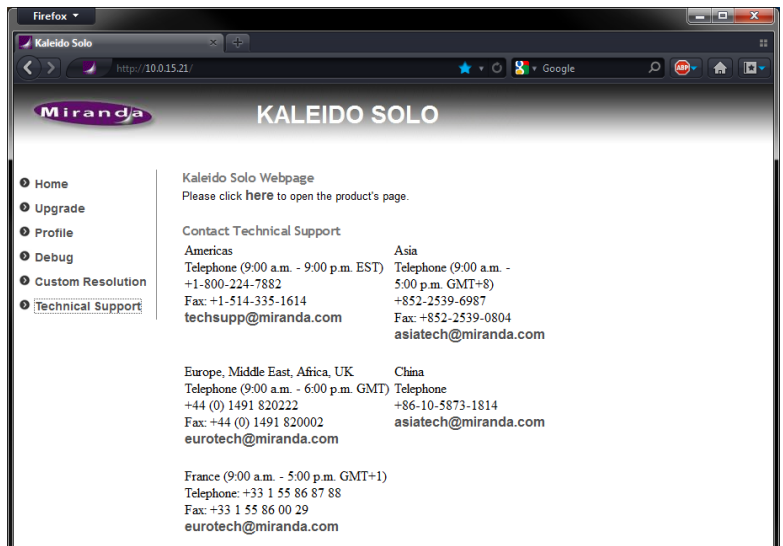 Firefox
Kaleido Solo
http://10.0.15.21/
Google
ABP
Miranda
KALEIDO SOLO
Home
Upgrade
Profile
Debug
Custom Resolution
Technical Support
Kaleido Solo Webpage
Please click here to open the product's page.
Contact Technical Support
Americas
Telephone (9:00 a.m. - 9:00 p.m. EST)
+1-800-224-7882
Fax: +1-514-335-1614
techsupp@miranda.com
Asia
Telephone (9:00 a.m. -
5:00 p.m. GMT+8)
+852-2539-6987
Fax: +852-2539-0804
asiatech@miranda.com
Europe, Middle East, Africa, UK
Telephone (9:00 a.m. - 6:00 p.m. GMT)
+44 (0) 1491 820222
Fax: +44 (0) 1491 820002
eurotech@miranda.com
China
Telephone
+86-10-5873-1814
asiatech@miranda.com
France (9:00 a.m. - 5:00 p.m. GMT+1)
Telephone: +33 1 55 86 87 88
Fax: +33 1 55 86 00 29
eurotech@miranda.com